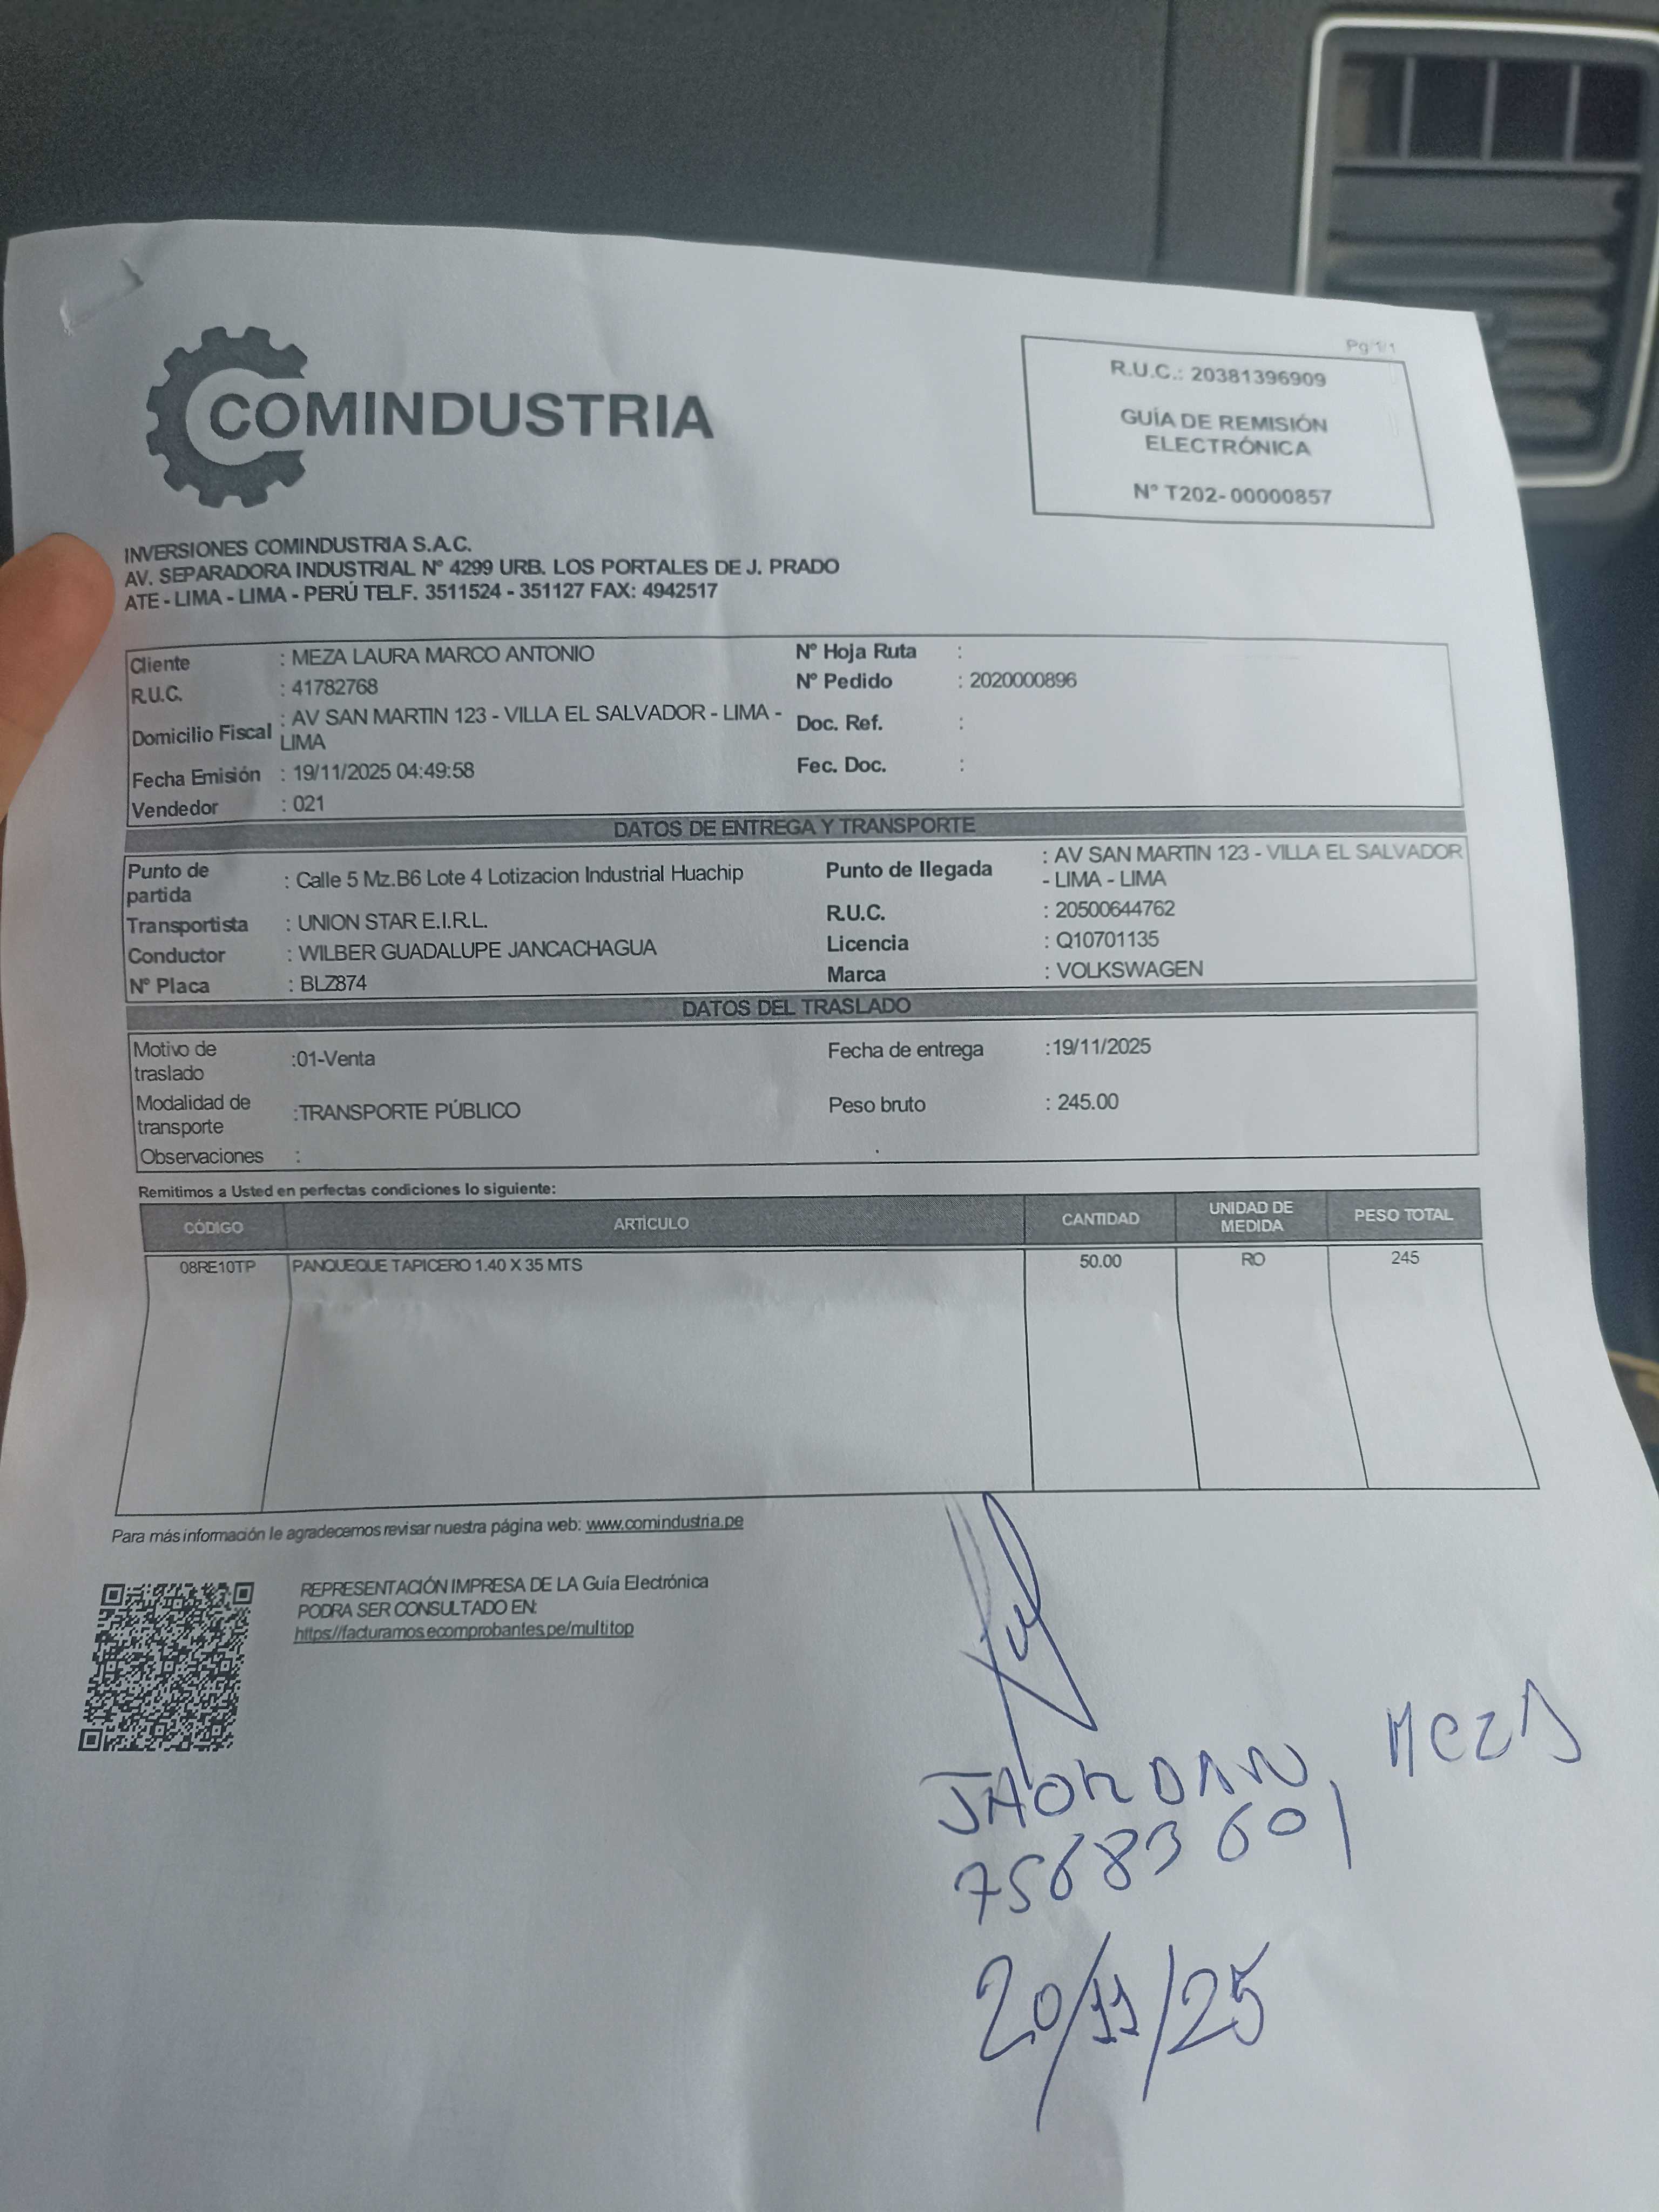 Pg 1/1
COMINDUSTRIA
R.U.C.: 20381396909
GUÍA DE REMISIÓN
ELECTRÓNICA
N° T202-00000857
INVERSIONES COMINDUSTRIA S.A.C.
AV. SEPARADORA INDUSTRIAL N° 4299 URB. LOS PORTALES DE J. PRADO
ATE - LIMA - LIMA - PERÚ TELF. 3511524 - 351127 FAX: 4942517
Cliente : MEZA LAURA MARCO ANTONIO N° Hoja Ruta :
R.U.C. : 41782768 N° Pedido : 2020000896
Domicilio Fiscal : AV SAN MARTIN 123 - VILLA EL SALVADOR - LIMA - Doc. Ref. :
LIMA
Fecha Emisión : 19/11/2025 04:49:58 Fec. Doc. :
Vendedor : 021
DATOS DE ENTREGA Y TRANSPORTE
Punto de partida : Calle 5 Mz.B6 Lote 4 Lotizacion Industrial Huachip Punto de llegada : AV SAN MARTIN 123 - VILLA EL SALVADOR
- LIMA - LIMA
Transportista : UNION STAR E.I.R.L. R.U.C. : 20500644762
Conductor : WILBER GUADALUPE JANCACHAGUA Licencia : Q10701135
N° Placa : BLZ874 Marca : VOLKSWAGEN
DATOS DEL TRASLADO
Motivo de traslado :01-Venta Fecha de entrega :19/11/2025
Modalidad de transporte :TRANSPORTE PÚBLICO Peso bruto : 245.00
Observaciones :
Remitimos a Usted en perfectas condiciones lo siguiente:
CÓDIGO ARTÍCULO CANTIDAD UNIDAD DE MEDIDA PESO TOTAL
08RE10TP PANQUEQUE TAPICERO 1.40 X 35 MTS 50.00 RO 245
Para más información le agradecemos revisar nuestra página web: www.comindustria.pe
REPRESENTACIÓN IMPRESA DE LA Guía Electrónica
PODRA SER CONSULTADO EN:
https//facturamos.ecomprobantes.pe/multitop
MEZA
75683601
20/11/25